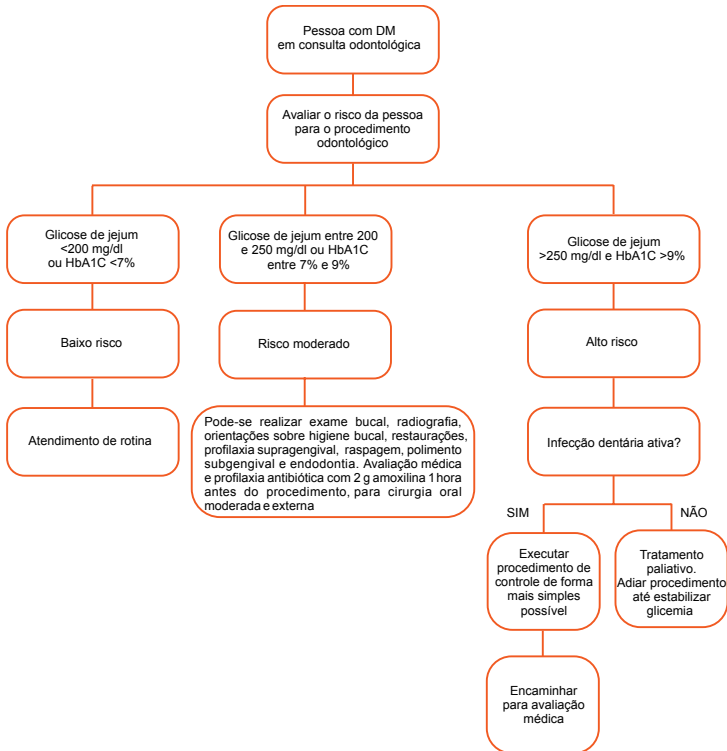 Pessoa com DM
em consulta odontológica
Avaliar o risco da pessoa
para o procedimento
odontológico
Glicose de jejum
<200 mg/dl
ou HbA1C <7%
Glicose de jejum entre 200
e 250 mg/dl ou HbA1C
entre 7% e 9%
Glicose de jejum
>250 mg/dl e HbA1C >9%
Baixo risco
Risco moderado
Alto risco
Atendimento de rotina
Pode-se realizar exame bucal, radiografia,
orientações sobre higiene bucal, restaurações,
profilaxia supragengival, raspagem, polimento
subgengival e endodontia. Avaliação médica
e profilaxia antibiótica com 2 g amoxilina 1 hora
antes do procedimento, para cirurgia oral
moderada e externa
Infecção dentária ativa?
SIM
NÃO
Executar
procedimento de
controle de forma
mais simples
possível
Tratamento
paliativo.
Adiar procedimento
até estabilizar
glicemia
Encaminhar
para avaliação
médica